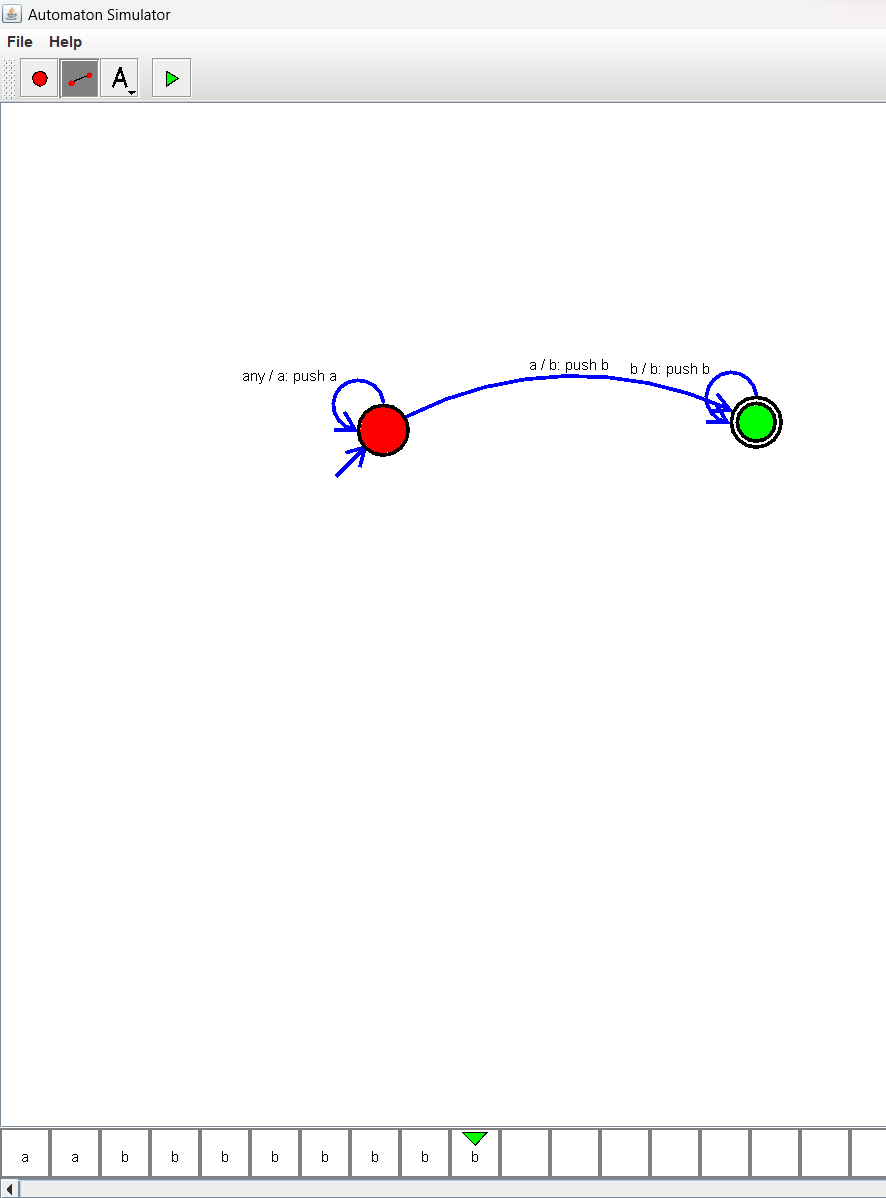 Automaton Simulator
File Help
A
any / a: push a
a / b: push b
b / b: push b
a a b b b b b b b b